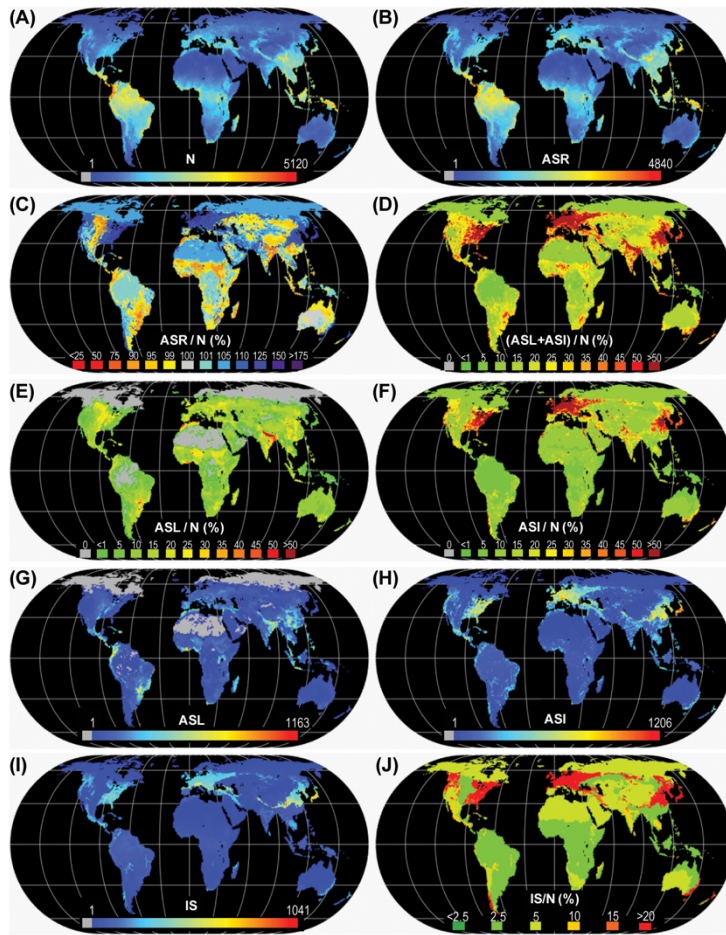 (A)
N
1 5120
(B)
ASR
1 4840
(C)
ASR / N (%)
<25 50 75 90 95 99 100 101 105 110 125 150 >175
(D)
(ASL+ASI) / N (%)
0 <1 5 10 15 20 25 30 35 40 45 50 >50
(E)
ASL / N (%)
0 <1 5 10 15 20 25 30 35 40 45 50 >50
(F)
ASI / N (%)
0 <1 5 10 15 20 25 30 35 40 45 50 >50
(G)
ASL
1 1163
(H)
ASI
1 1206
(I)
IS
1 1041
(J)
IS/N (%)
<2.5 2.5 5 10 15 >20